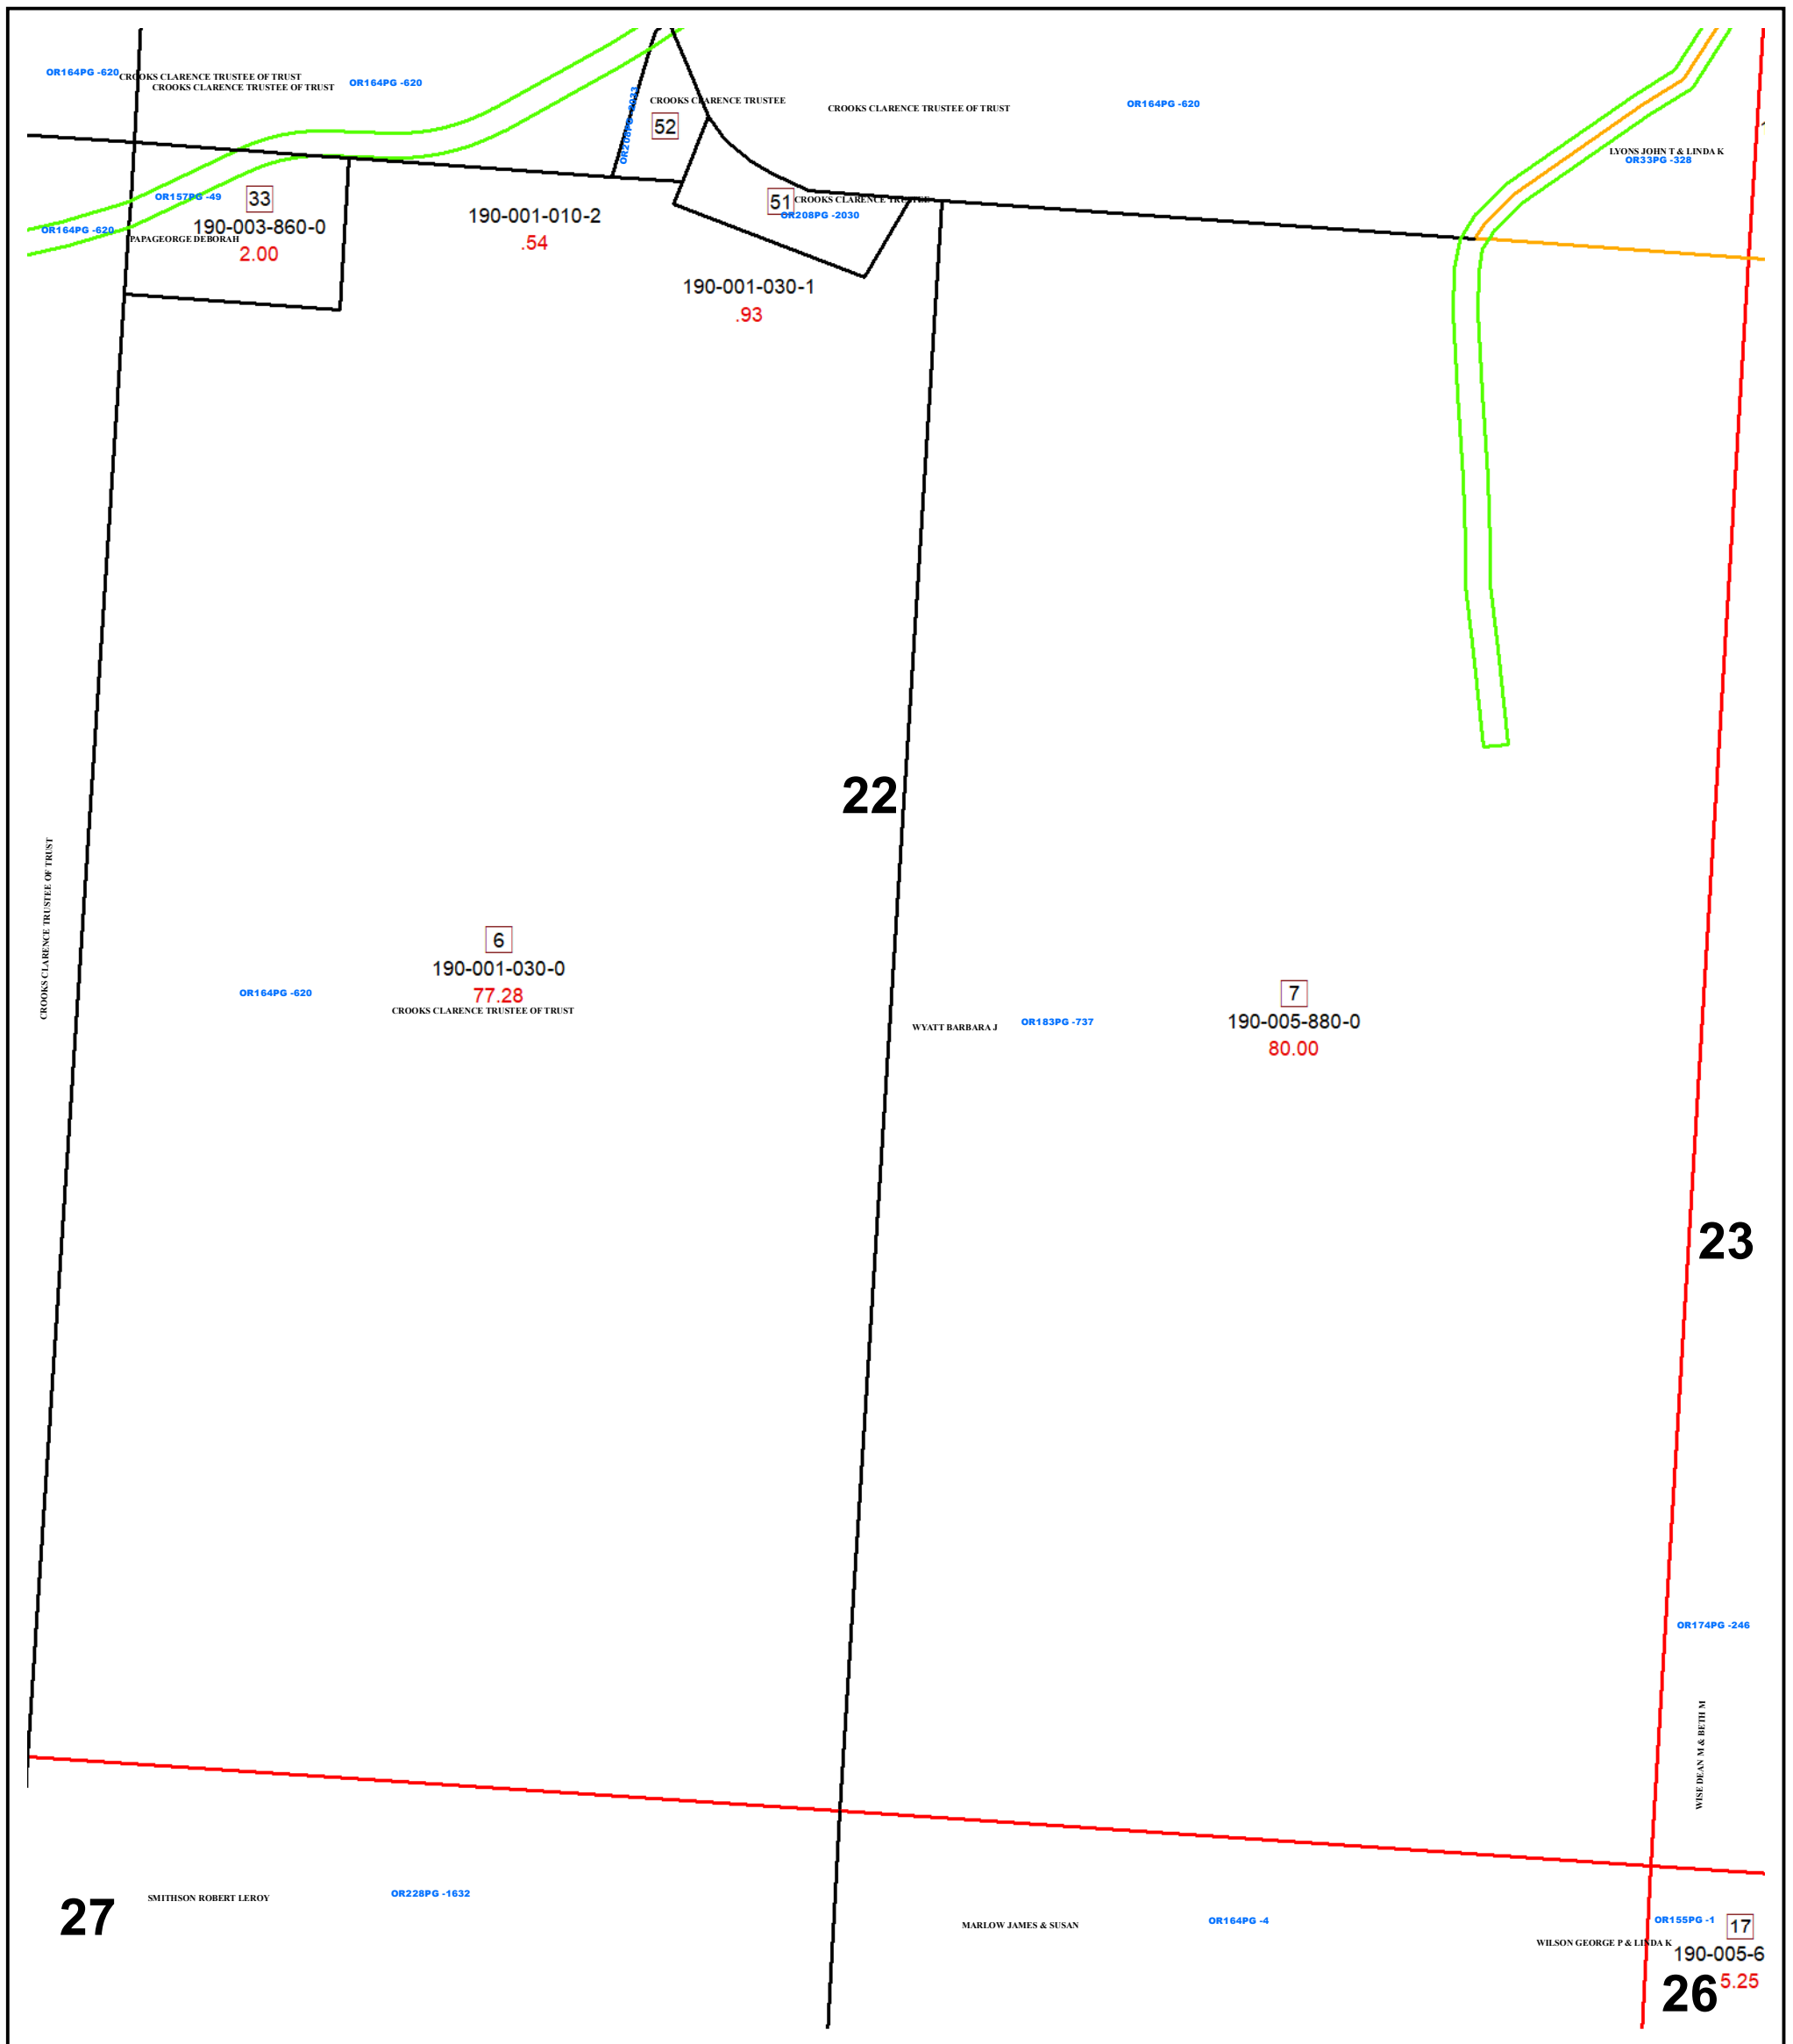 OR164PG -620
CROOKS CLARENCE TRUSTEE OF TRUST
CROOKS CLARENCE TRUSTEE OF TRUST
OR164PG -620
CROOKS CLARENCE TRUSTEE
52
CROOKS CLARENCE TRUSTEE OF TRUST
OR164PG -620
LYONS JOHN T & LINDA K
OR33PG -328
OR157PG -49
33
190-003-860-0
2.00
OR164PG -620
PAPAGEORGE DEBORAH
190-001-010-2
.54
51
CROOKS CLARENCE TRUSTEE
OR208PG -2030
190-001-030-1
.93
22
CROOKS CLARENCE TRUSTEE OF TRUST
6
190-001-030-0
77.28
CROOKS CLARENCE TRUSTEE OF TRUST
OR164PG -620
WYATT BARBARA J
OR183PG -737
7
190-005-880-0
80.00
23
OR174PG -246
WISE DEAN M & BETH M
27
SMITHSON ROBERT LEROY
OR228PG -1632
MARLOW JAMES & SUSAN
OR164PG -4
WILSON GEORGE P & LINDA K
OR155PG -1
17
190-005-6
26
5.25